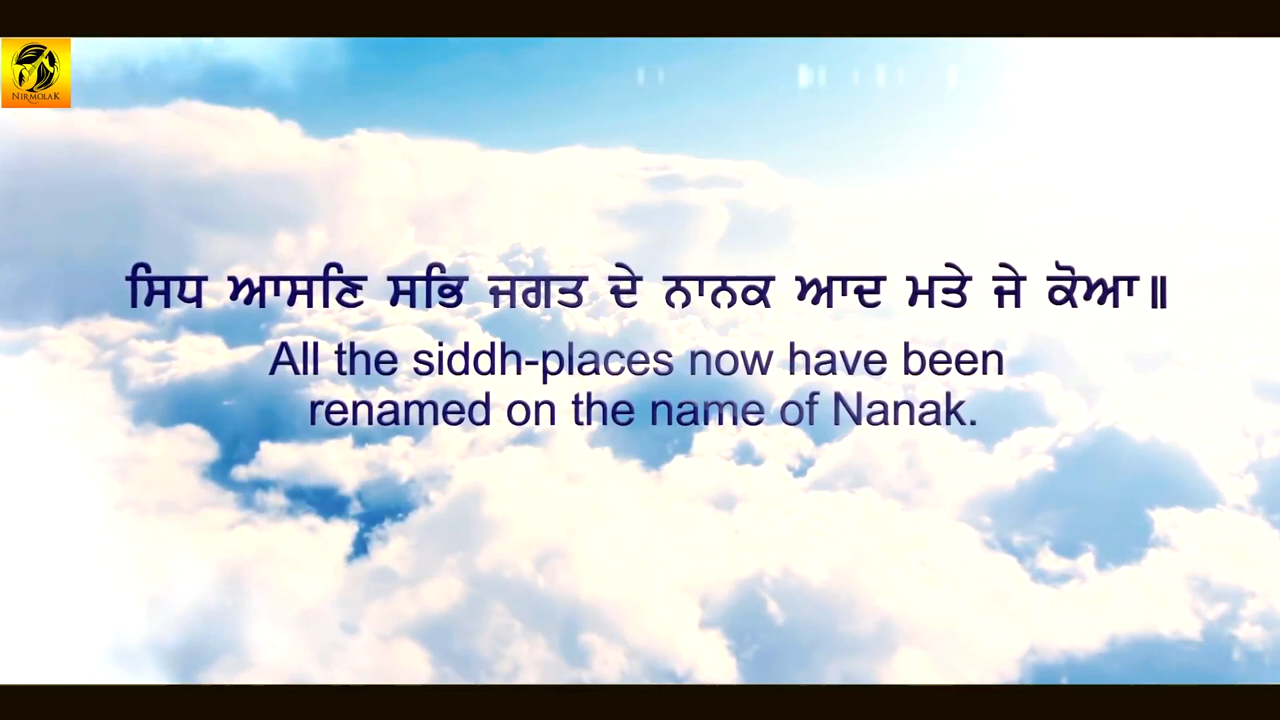 NIRMOLAK
ਸਿਧ ਆਸਣਿ ਸਭਿ ਜਗਤ ਦੇ ਨਾਨਕ ਆਦ ਮਤੇ ਜੇ ਕੋਆ॥
All the siddh-places now have been
renamed on the name of Nanak.